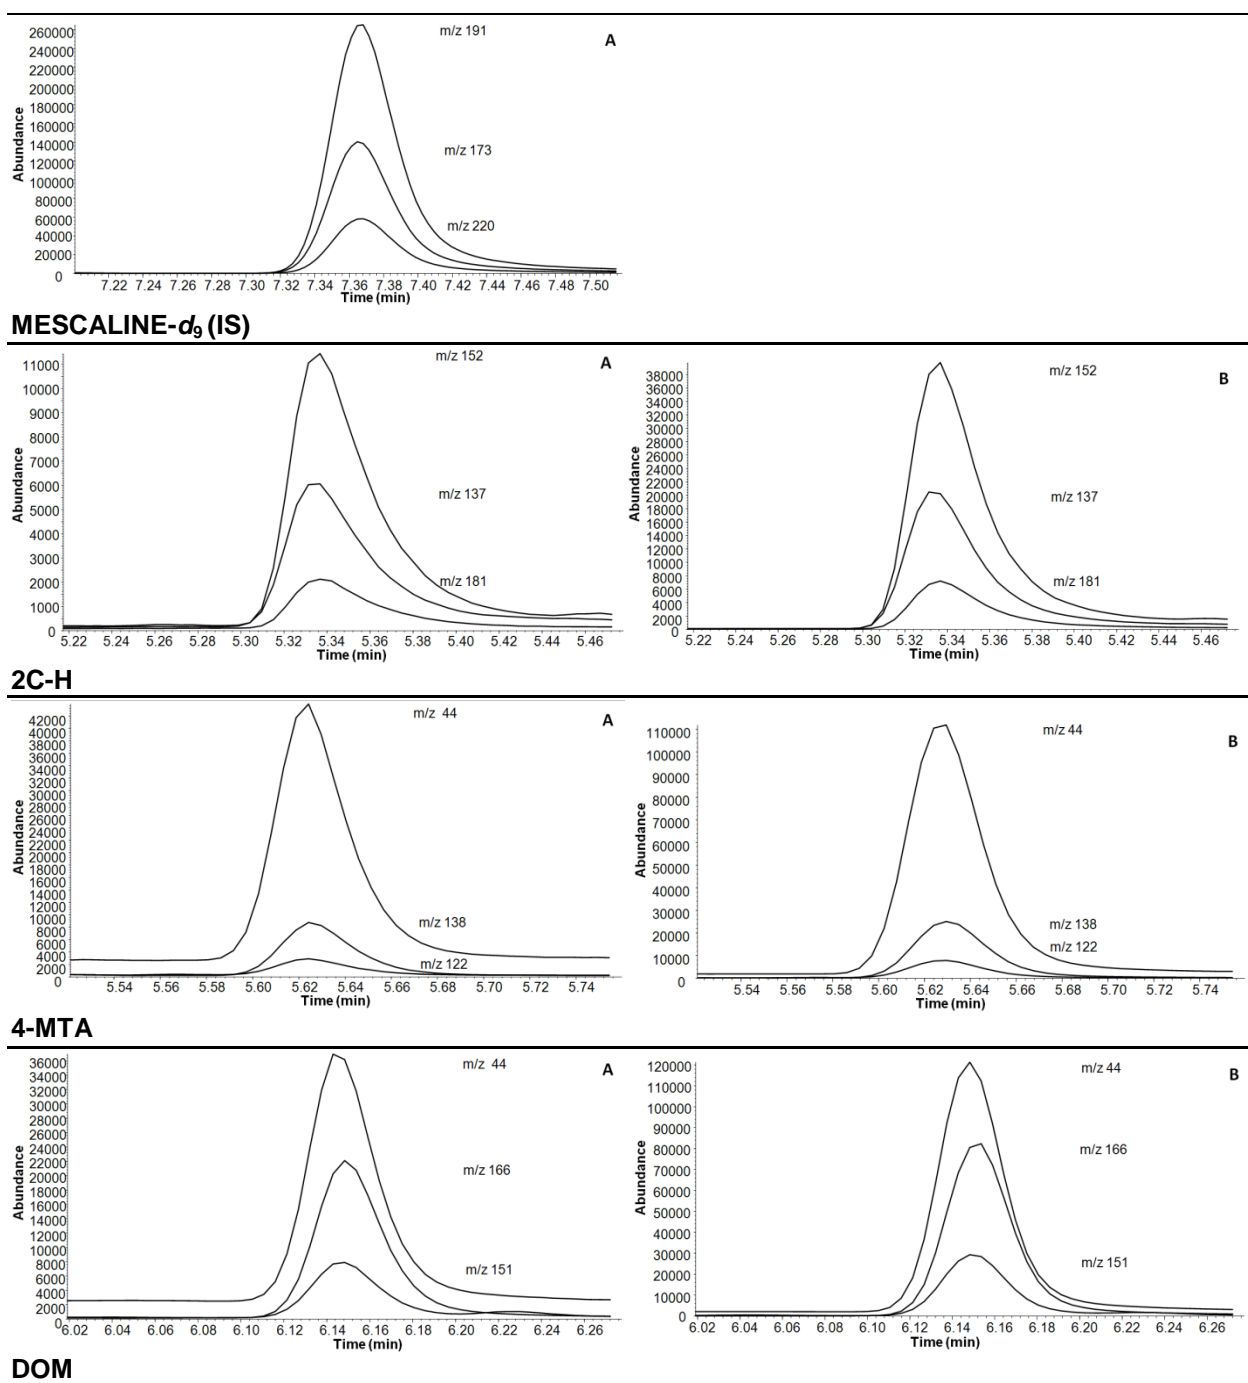 260000
240000
220000
200000
180000
160000
140000
120000
100000
80000
60000
40000
20000
0
Abundance
m/z 191
A
m/z 173
m/z 220
7.22 7.24 7.26 7.28 7.30 7.32 7.34 7.36 7.38 7.40 7.42 7.44 7.46 7.48 7.50
Time (min)
MESCALINE-d9 (IS)
11000
10000
9000
8000
7000
6000
5000
4000
3000
2000
1000
0
Abundance
m/z 152
A
m/z 137
m/z 181
5.22 5.24 5.26 5.28 5.30 5.32 5.34 5.36 5.38 5.40 5.42 5.44 5.46
Time (min)
38000
36000
34000
32000
30000
28000
26000
24000
22000
20000
18000
16000
14000
12000
10000
8000
6000
4000
2000
0
Abundance
m/z 152
B
m/z 137
m/z 181
5.22 5.24 5.26 5.28 5.30 5.32 5.34 5.36 5.38 5.40 5.42 5.44 5.46
Time (min)
2C-H
42000
40000
38000
36000
34000
32000
30000
28000
26000
24000
22000
20000
18000
16000
14000
12000
10000
8000
6000
4000
2000
0
Abundance
m/z 44
A
m/z 138
m/z 122
5.54 5.56 5.58 5.60 5.62 5.64 5.66 5.68 5.70 5.72 5.74
Time (min)
110000
100000
90000
80000
70000
60000
50000
40000
30000
20000
10000
0
Abundance
m/z 44
B
m/z 138
m/z 122
5.54 5.56 5.58 5.60 5.62 5.64 5.66 5.68 5.70 5.72 5.74
Time (min)
4-MTA
36000
34000
32000
30000
28000
26000
24000
22000
20000
18000
16000
14000
12000
10000
8000
6000
4000
2000
0
Abundance
m/z 44
A
m/z 166
m/z 151
6.02 6.04 6.06 6.08 6.10 6.12 6.14 6.16 6.18 6.20 6.22 6.24 6.26
Time (min)
120000
110000
100000
90000
80000
70000
60000
50000
40000
30000
20000
10000
0
Abundance
m/z 44
B
m/z 166
m/z 151
6.02 6.04 6.06 6.08 6.10 6.12 6.14 6.16 6.18 6.20 6.22 6.24 6.26
Time (min)
DOM